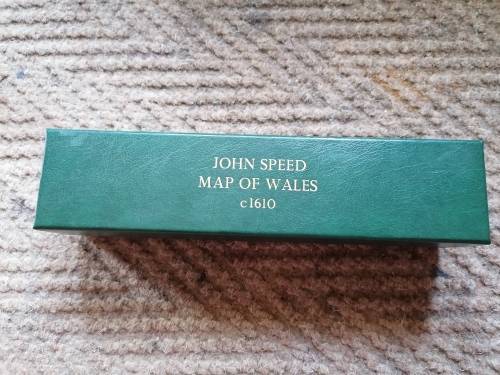 JOHN SPEED
MAP OF WALES
c1610